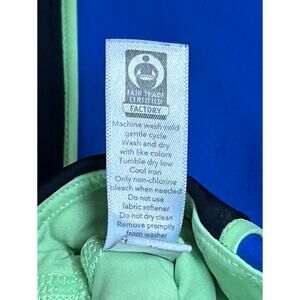 FAIR TRADE
CERTIFIED
FACTORY
Machine wash cold
gentle cycle
Wash and dry
with like colors
Tumble dry low
Cool iron
Only non-chlorine
bleach when needed
Do not use
fabric softener
Do not dry clean
Remove promptly
from washer